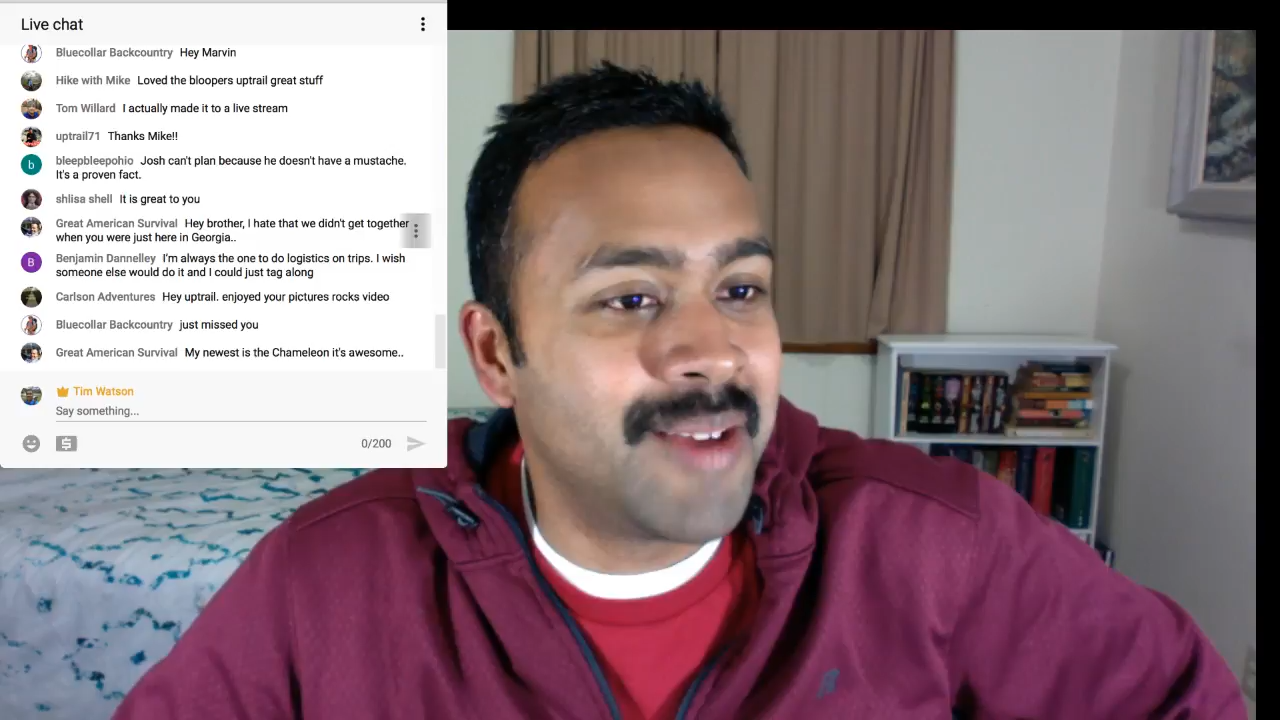 Live chat
Bluecollar Backcountry Hey Marvin
Hike with Mike Loved the bloopers uptrail great stuff
Tom Willard I actually made it to a live stream
uptrail71 Thanks Mike!!
b bleepbleepohio Josh can't plan because he doesn't have a mustache.
It's a proven fact.
shlisa shell It is great to you
Great American Survival Hey brother, I hate that we didn't get together
when you were just here in Georgia..
B Benjamin Dannelley I'm always the one to do logistics on trips. I wish
someone else would do it and I could just tag along
Carlson Adventures Hey uptrail. enjoyed your pictures rocks video
Bluecollar Backcountry just missed you
Great American Survival My newest is the Chameleon it's awesome..
Tim Watson
Say something...
0/200